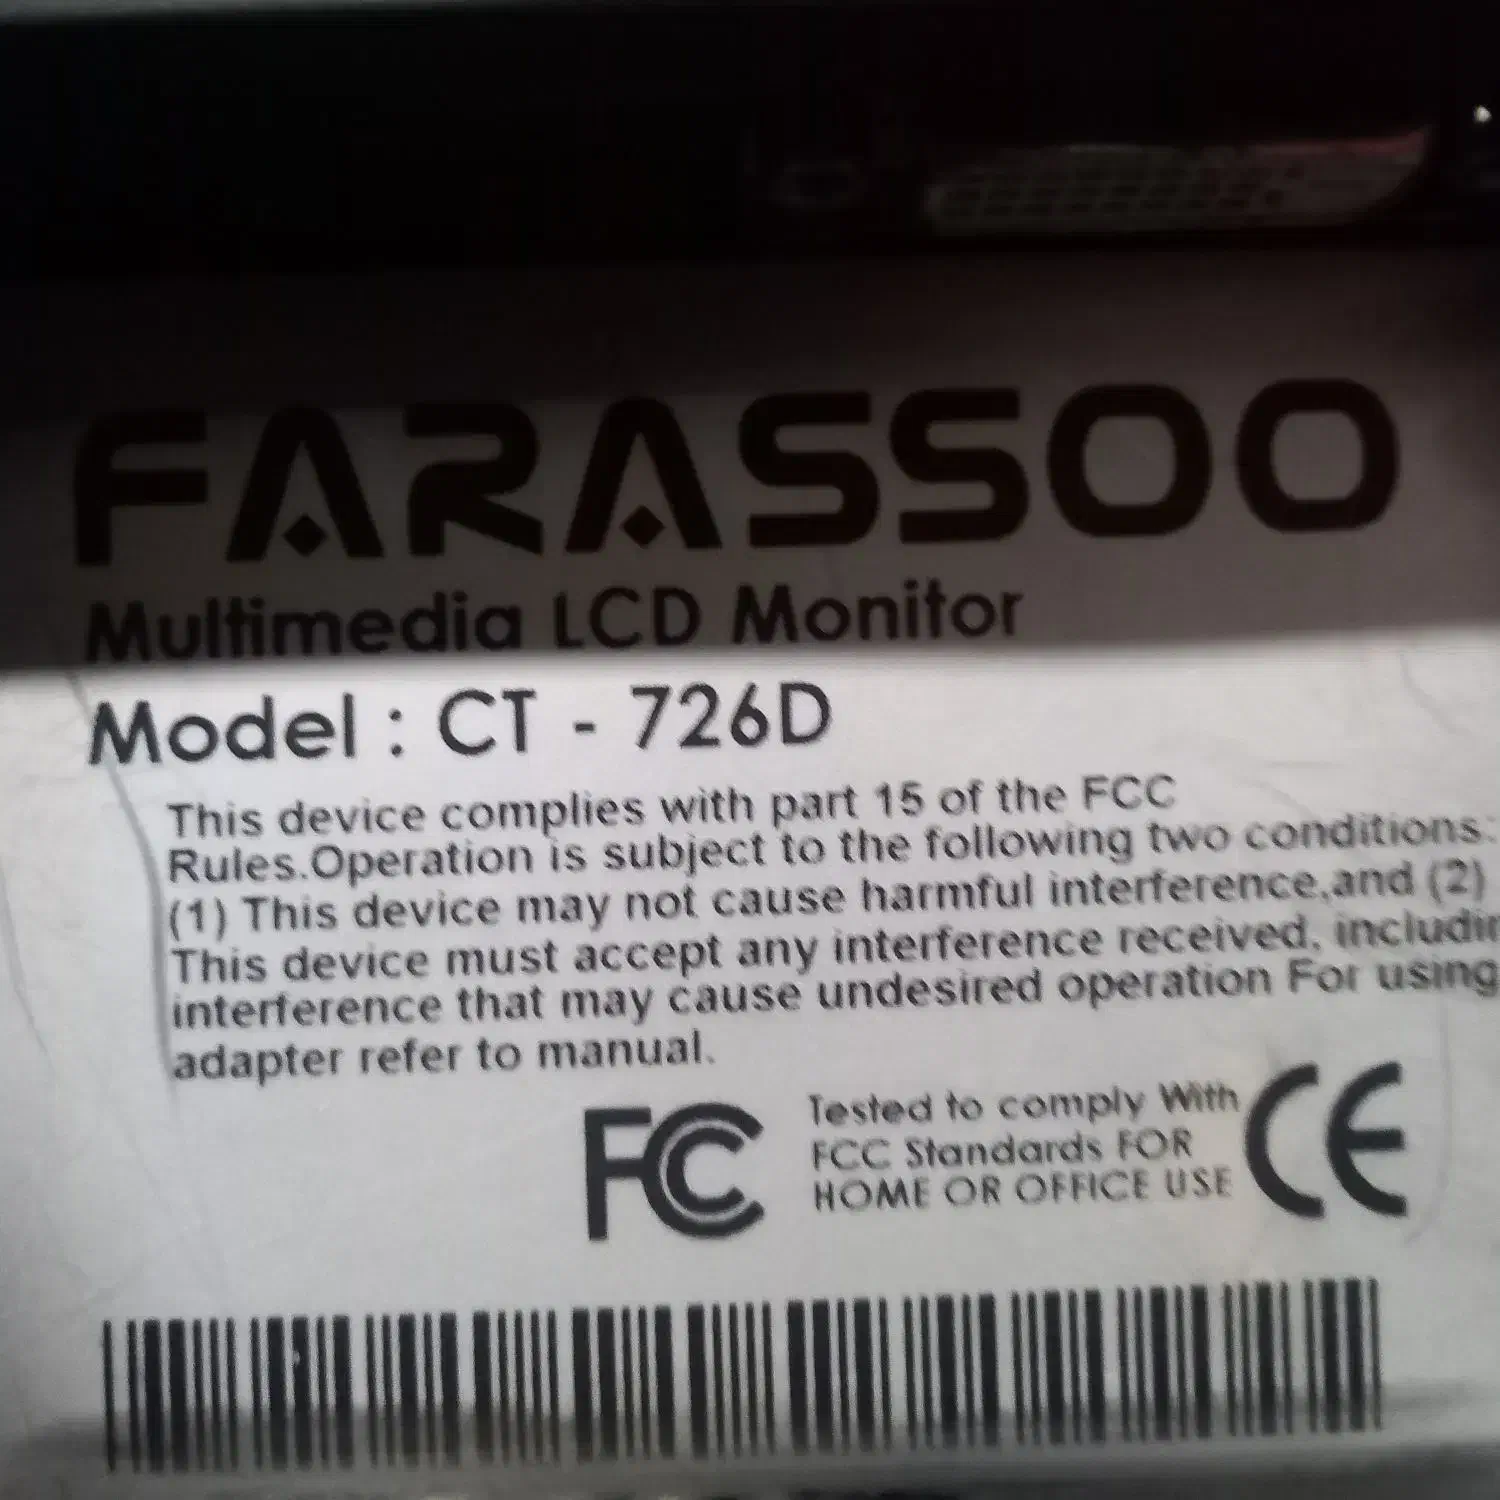 FARASSOO
Multimedia LCD Monitor
Model : CT - 726D
This device complies with part 15 of the FCC
Rules.Operation is subject to the following two conditions:
(1) This device may not cause harmful interference,and (2)
This device must accept any interference received, includin
interference that may cause undesired operation For using
adapter refer to manual.
FC Tested to comply With CE
FCC Standards FOR
HOME OR OFFICE USE